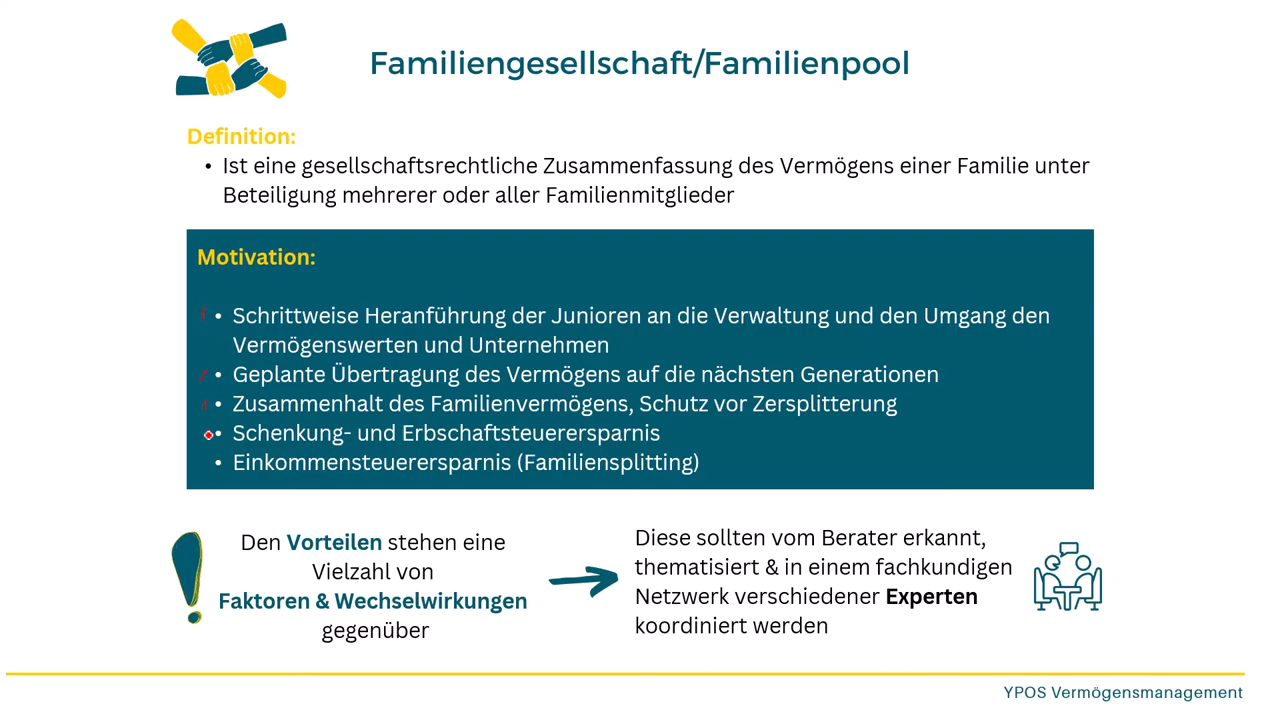 Familiengesellschaft/Familienpool
Definition:
• Ist eine gesellschaftsrechtliche Zusammenfassung des Vermögens einer Familie unter
Beteiligung mehrerer oder aller Familienmitglieder
Motivation:
• Schrittweise Heranführung der Junioren an die Verwaltung und den Umgang den
Vermögenswerten und Unternehmen
• Geplante Übertragung des Vermögens auf die nächsten Generationen
• Zusammenhalt des Familienvermögens, Schutz vor Zersplitterung
• Schenkung- und Erbschaftsteuerersparnis
• Einkommensteuerersparnis (Familiensplitting)
Den Vorteilen stehen eine
Vielzahl von
Faktoren & Wechselwirkungen
gegenüber
Diese sollten vom Berater erkannt,
thematisiert & in einem fachkundigen
Netzwerk verschiedener Experten
koordiniert werden
YPOS Vermögensmanagement